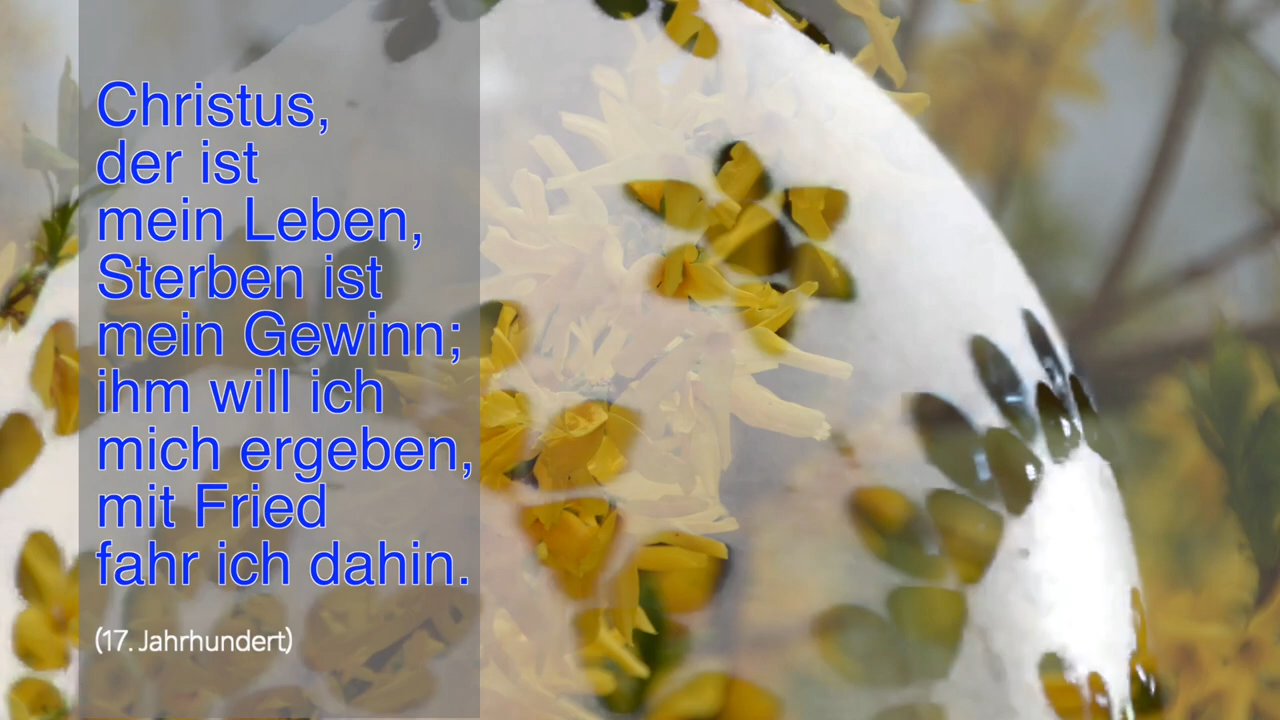 Christus,
der ist
mein Leben,
Sterben ist
mein Gewinn;
ihm will ich
mich ergeben,
mit Fried
fahr ich dahin.
(17. Jahrhundert)